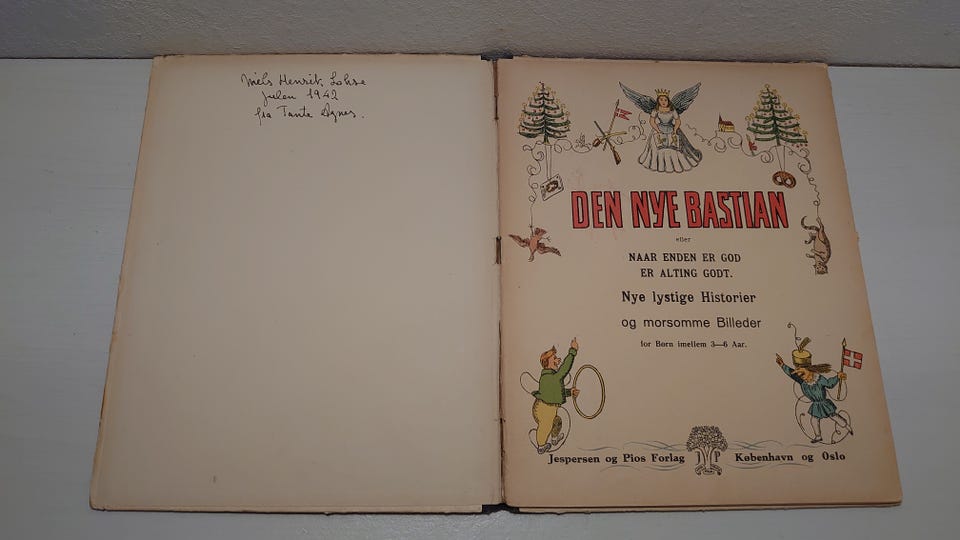 Niels Henrik Lohse
Julen 1942
fra Tante Agnes.
DEN NYE BASTIAN
eller
NAAR ENDEN ER GOD
ER ALTING GODT.
Nye lystige Historier
og morsomme Billeder
for Børn imellem 3—6 Aar.
Jespersen og Pios Forlag J P København og Oslo